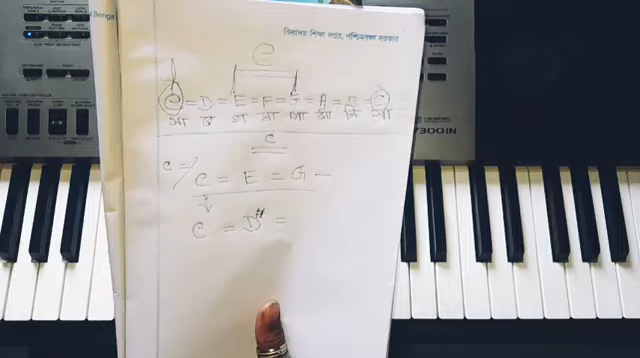 বিদ্যালয় শিক্ষা দপ্তর, পশ্চিমবঙ্গ সরকার
C
C = D = E = F = G = A = B = C
সা রে গা মা পা ধা নি সা
C
C = C = E = G -
C = D# =